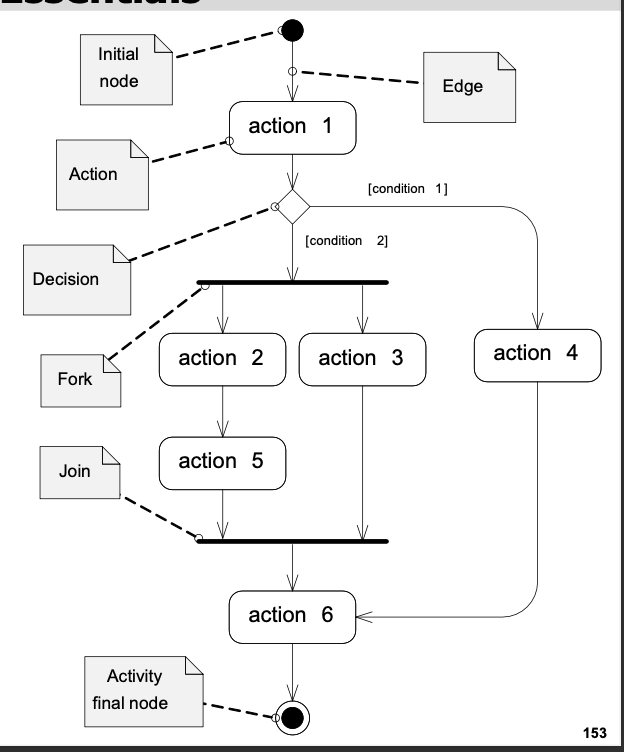 Essentials
Initial
node
Edge
action 1
Action
[condition 1]
[condition 2]
Decision
action 2
action 3
action 4
Fork
action 5
Join
action 6
Activity
final node
153